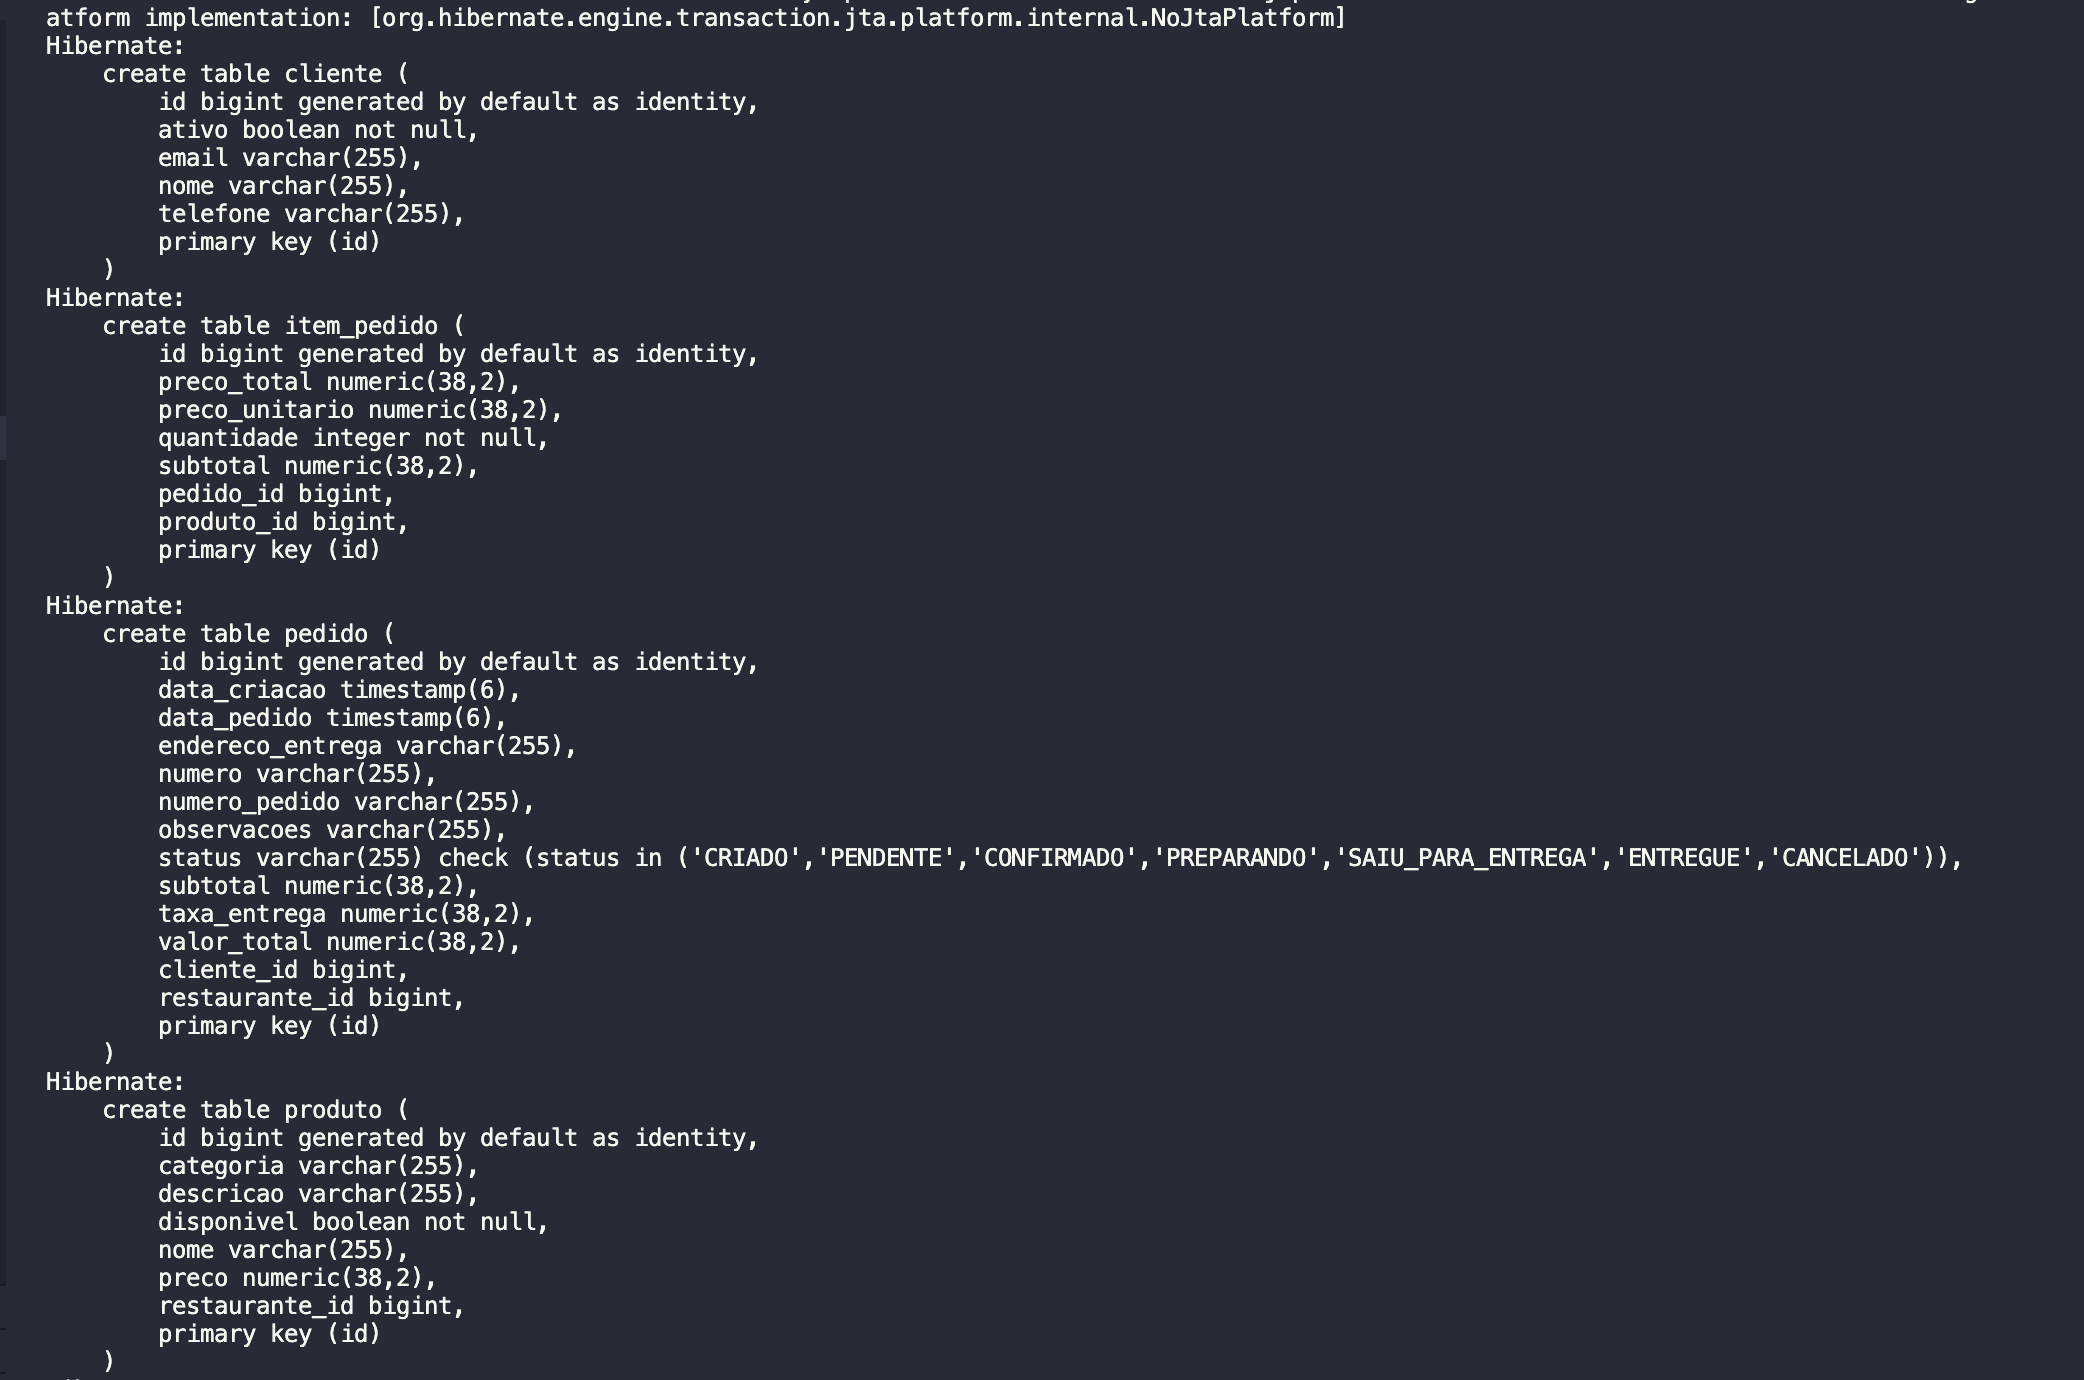 atform implementation: [org.hibernate.engine.transaction.jta.platform.internal.NoJtaPlatform]
Hibernate:
    create table cliente (
        id bigint generated by default as identity,
        ativo boolean not null,
        email varchar(255),
        nome varchar(255),
        telefone varchar(255),
        primary key (id)
    )
Hibernate:
    create table item_pedido (
        id bigint generated by default as identity,
        preco_total numeric(38,2),
        preco_unitario numeric(38,2),
        quantidade integer not null,
        subtotal numeric(38,2),
        pedido_id bigint,
        produto_id bigint,
        primary key (id)
    )
Hibernate:
    create table pedido (
        id bigint generated by default as identity,
        data_criacao timestamp(6),
        data_pedido timestamp(6),
        endereco_entrega varchar(255),
        numero varchar(255),
        numero_pedido varchar(255),
        observacoes varchar(255),
        status varchar(255) check (status in ('CRIADO','PENDENTE','CONFIRMADO','PREPARANDO','SAIU_PARA_ENTREGA','ENTREGUE','CANCELADO')),
        subtotal numeric(38,2),
        taxa_entrega numeric(38,2),
        valor_total numeric(38,2),
        cliente_id bigint,
        restaurante_id bigint,
        primary key (id)
    )
Hibernate:
    create table produto (
        id bigint generated by default as identity,
        categoria varchar(255),
        descricao varchar(255),
        disponivel boolean not null,
        nome varchar(255),
        preco numeric(38,2),
        restaurante_id bigint,
        primary key (id)
    )